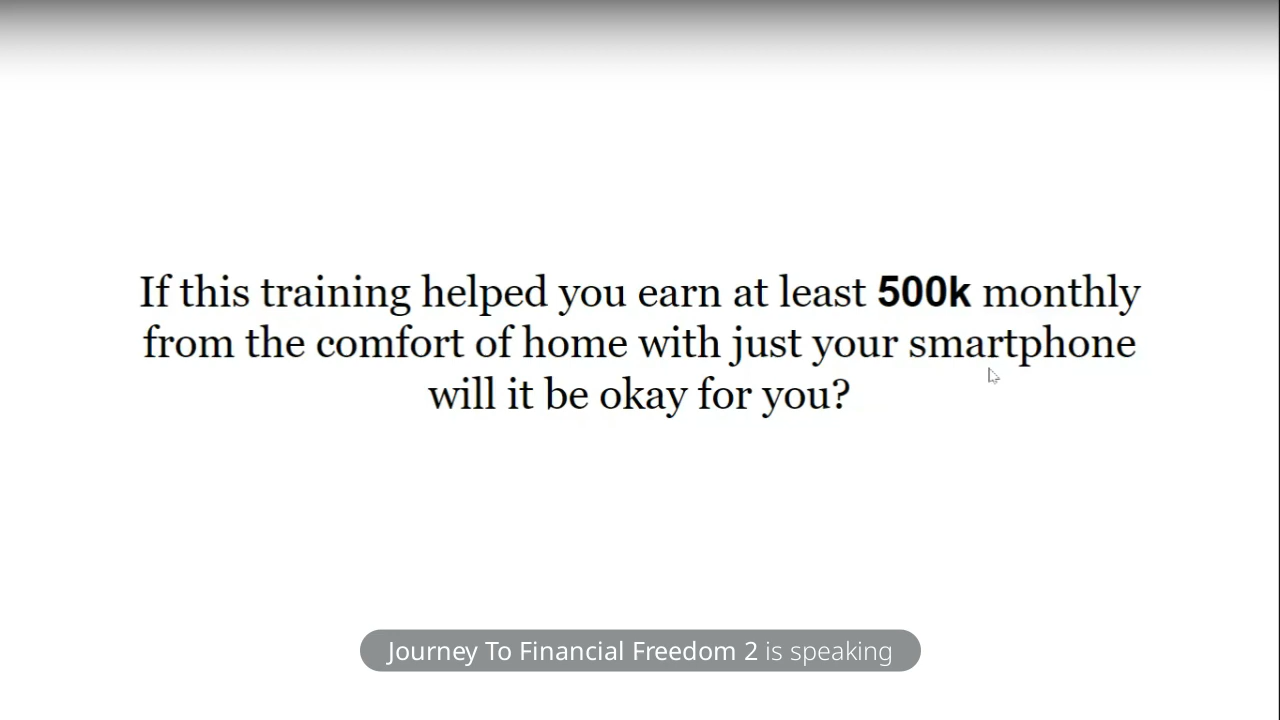 If this training helped you earn at least 500k monthly
from the comfort of home with just your smartphone
will it be okay for you?
Journey To Financial Freedom 2 is speaking